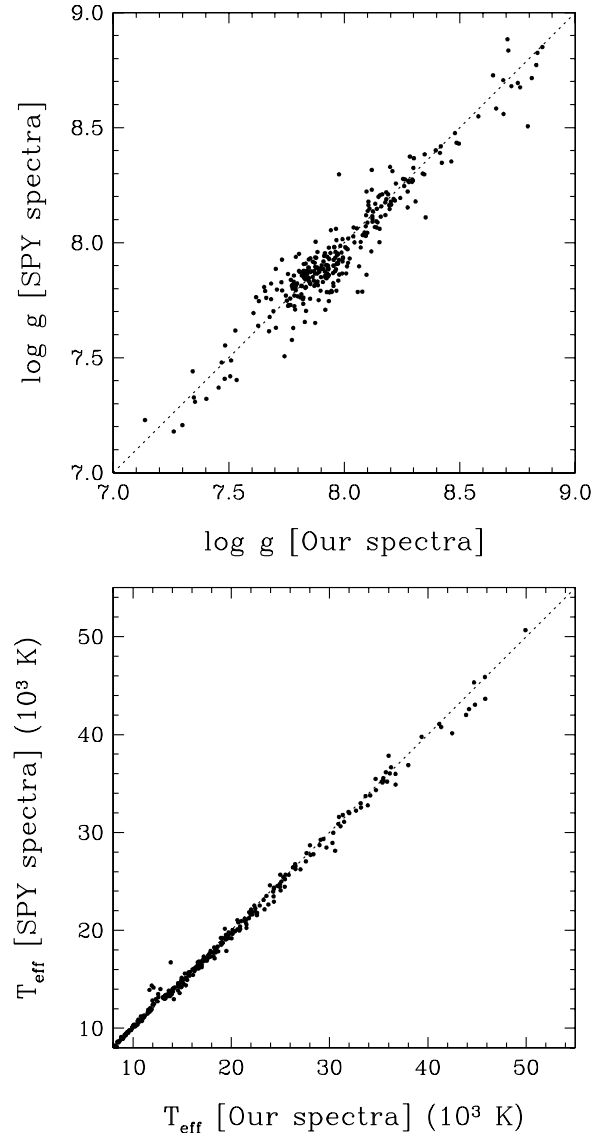 9.0
8.5
8.0
7.5
7.0
log g [SPY spectra]
7.0 7.5 8.0 8.5 9.0
log g [Our spectra]
50
40
30
20
10
T_eff [SPY spectra] (10³ K)
10 20 30 40 50
T_eff [Our spectra] (10³ K)